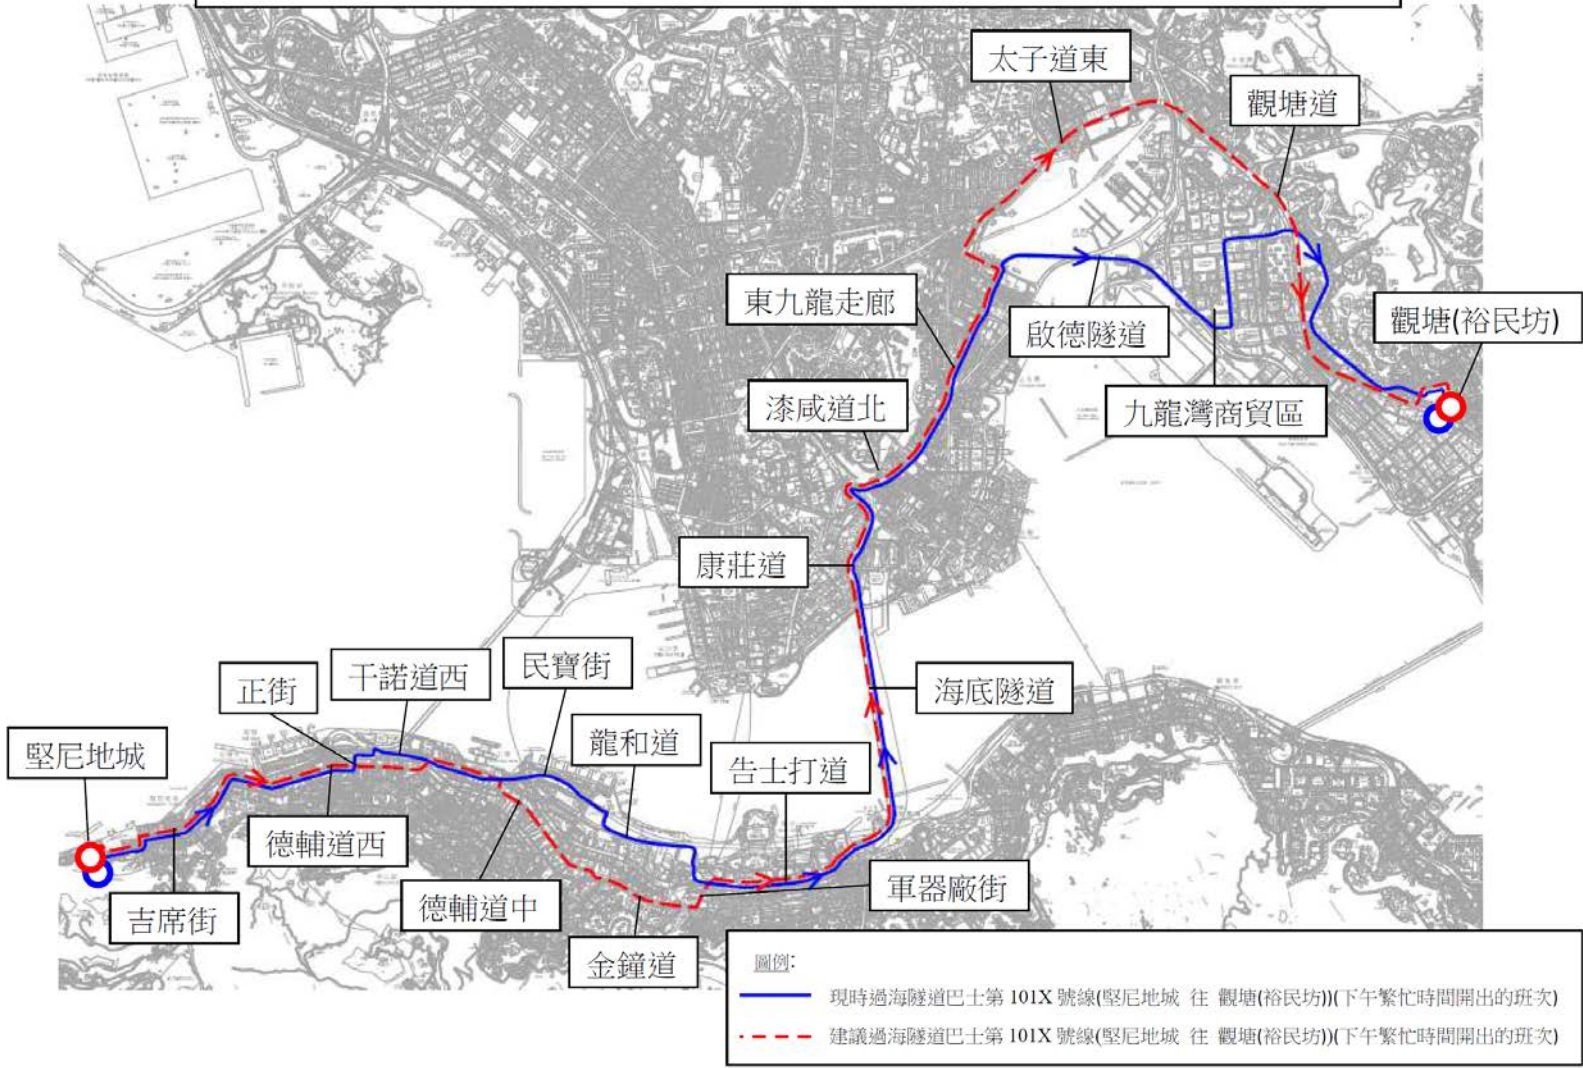 太子道東
觀塘道
東九龍走廊
啟德隧道
觀塘(裕民坊)
漆咸道北
九龍灣商貿區
康莊道
正街
干諾道西
民寶街
龍和道
海底隧道
堅尼地城
告士打道
德輔道西
德輔道中
軍器廠街
吉席街
金鐘道
圖例:
現時過海隧道巴士第 101X 號線(堅尼地城 往 觀塘(裕民坊))(下午繁忙時間開出的班次)
建議過海隧道巴士第 101X 號線(堅尼地城 往 觀塘(裕民坊))(下午繁忙時間開出的班次)